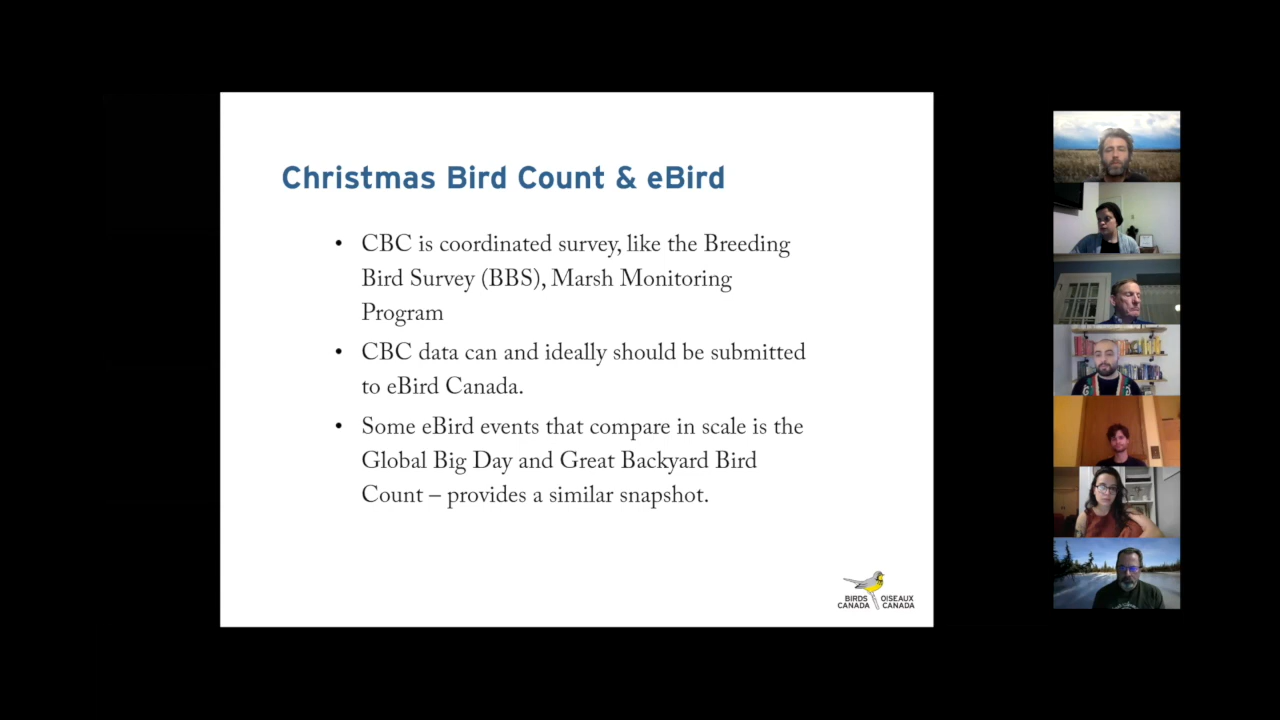 Christmas Bird Count & eBird
• CBC is coordinated survey, like the Breeding
Bird Survey (BBS), Marsh Monitoring
Program
• CBC data can and ideally should be submitted
to eBird Canada.
• Some eBird events that compare in scale is the
Global Big Day and Great Backyard Bird
Count – provides a similar snapshot.
BIRDS CANADA
OISEAUX CANADA